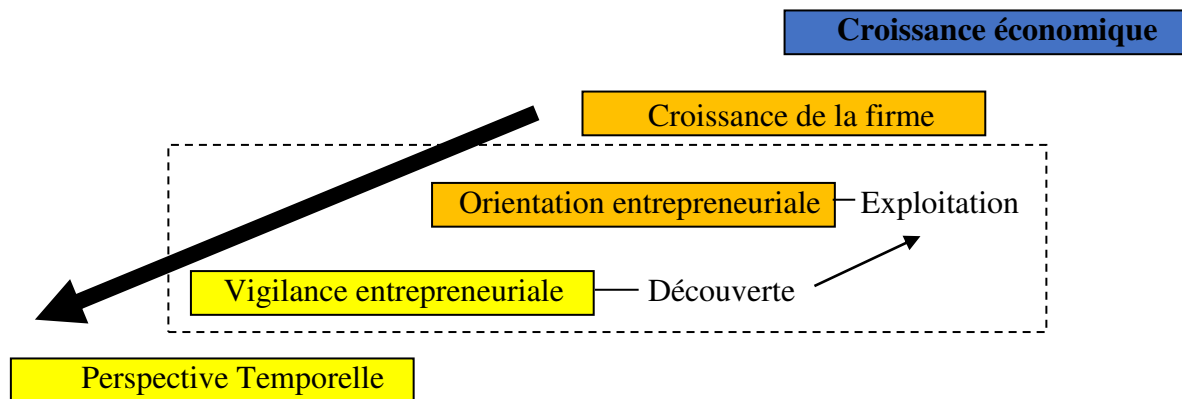 Croissance économique
Croissance de la firme
Orientation entrepreneuriale Exploitation
Vigilance entrepreneuriale Découverte
Perspective Temporelle